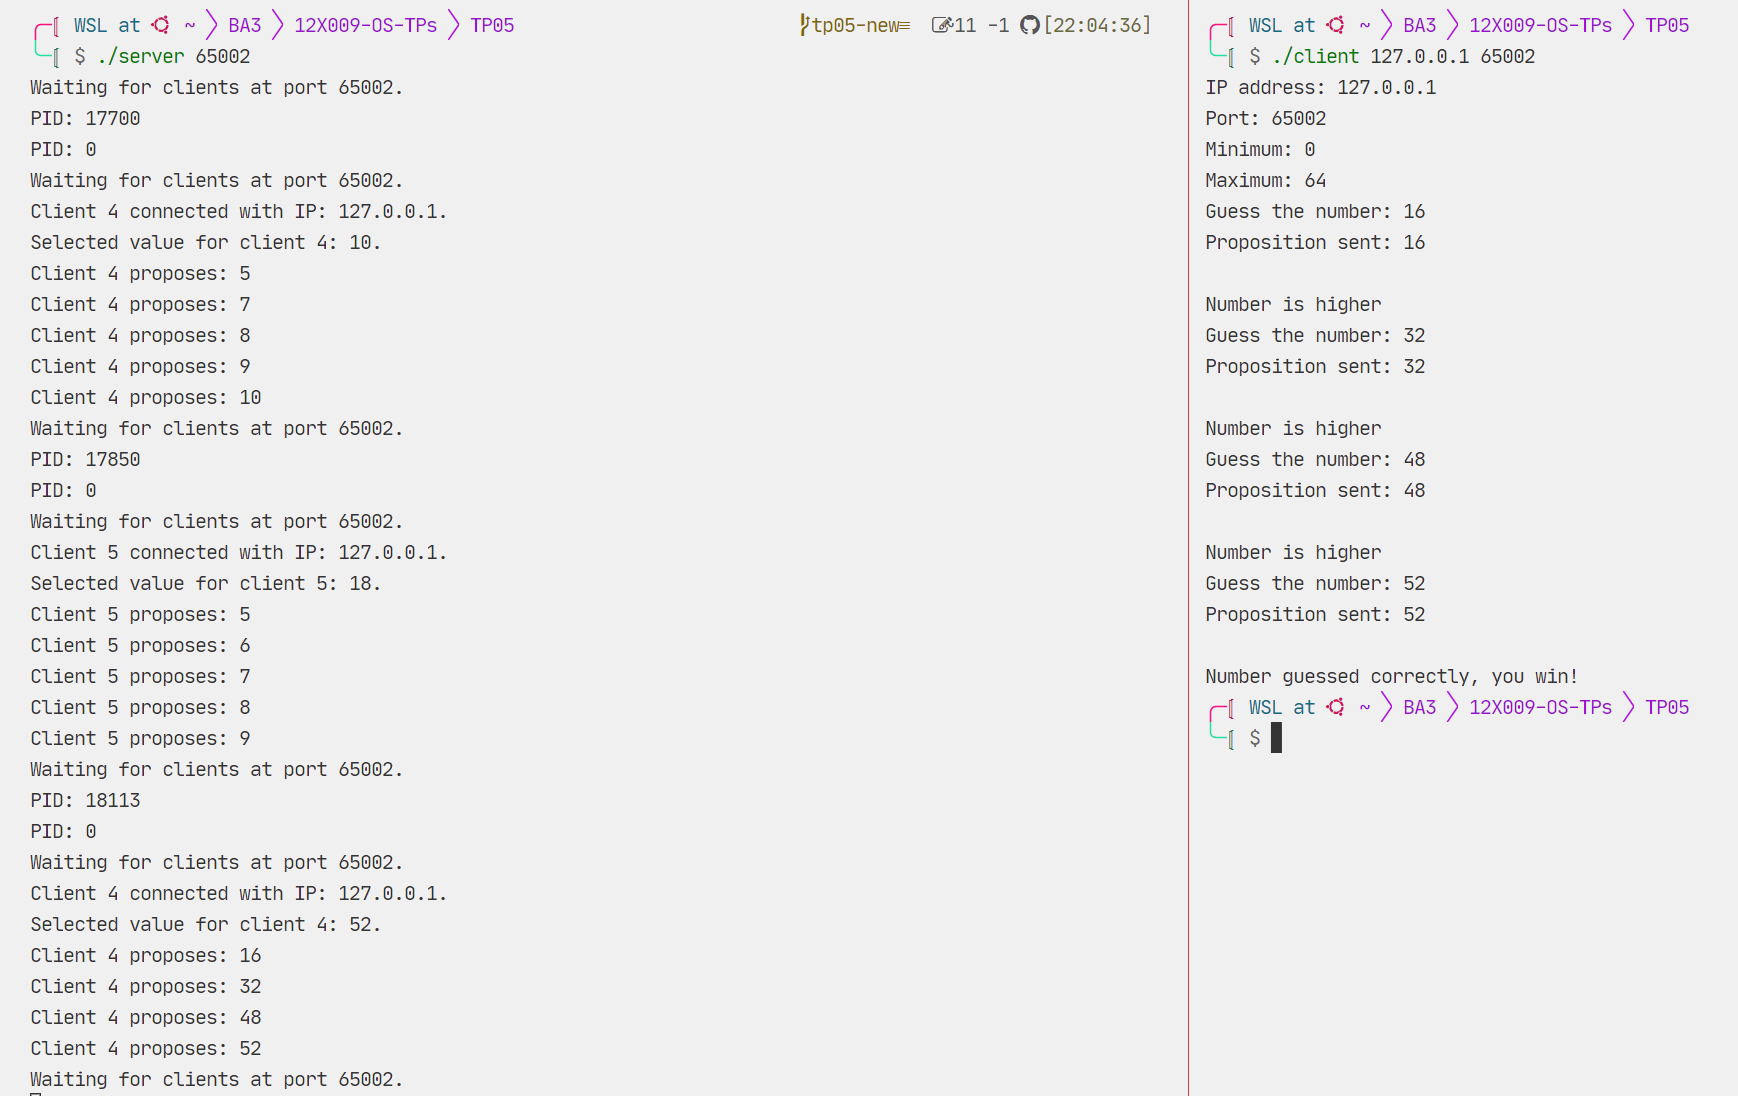 WSL at ~ BA3 12X009-OS-TPs TP05 tp05-new≡ 11 -1 [22:04:36]
$ ./server 65002
Waiting for clients at port 65002.
PID: 17700
PID: 0
Waiting for clients at port 65002.
Client 4 connected with IP: 127.0.0.1.
Selected value for client 4: 10.
Client 4 proposes: 5
Client 4 proposes: 7
Client 4 proposes: 8
Client 4 proposes: 9
Client 4 proposes: 10
Waiting for clients at port 65002.
PID: 17850
PID: 0
Waiting for clients at port 65002.
Client 5 connected with IP: 127.0.0.1.
Selected value for client 5: 18.
Client 5 proposes: 5
Client 5 proposes: 6
Client 5 proposes: 7
Client 5 proposes: 8
Client 5 proposes: 9
Waiting for clients at port 65002.
PID: 18113
PID: 0
Waiting for clients at port 65002.
Client 4 connected with IP: 127.0.0.1.
Selected value for client 4: 52.
Client 4 proposes: 16
Client 4 proposes: 32
Client 4 proposes: 48
Client 4 proposes: 52
Waiting for clients at port 65002.
WSL at ~ BA3 12X009-OS-TPs TP05
$ ./client 127.0.0.1 65002
IP address: 127.0.0.1
Port: 65002
Minimum: 0
Maximum: 64
Guess the number: 16
Proposition sent: 16
Number is higher
Guess the number: 32
Proposition sent: 32
Number is higher
Guess the number: 48
Proposition sent: 48
Number is higher
Guess the number: 52
Proposition sent: 52
Number guessed correctly, you win!
WSL at ~ BA3 12X009-OS-TPs TP05
$